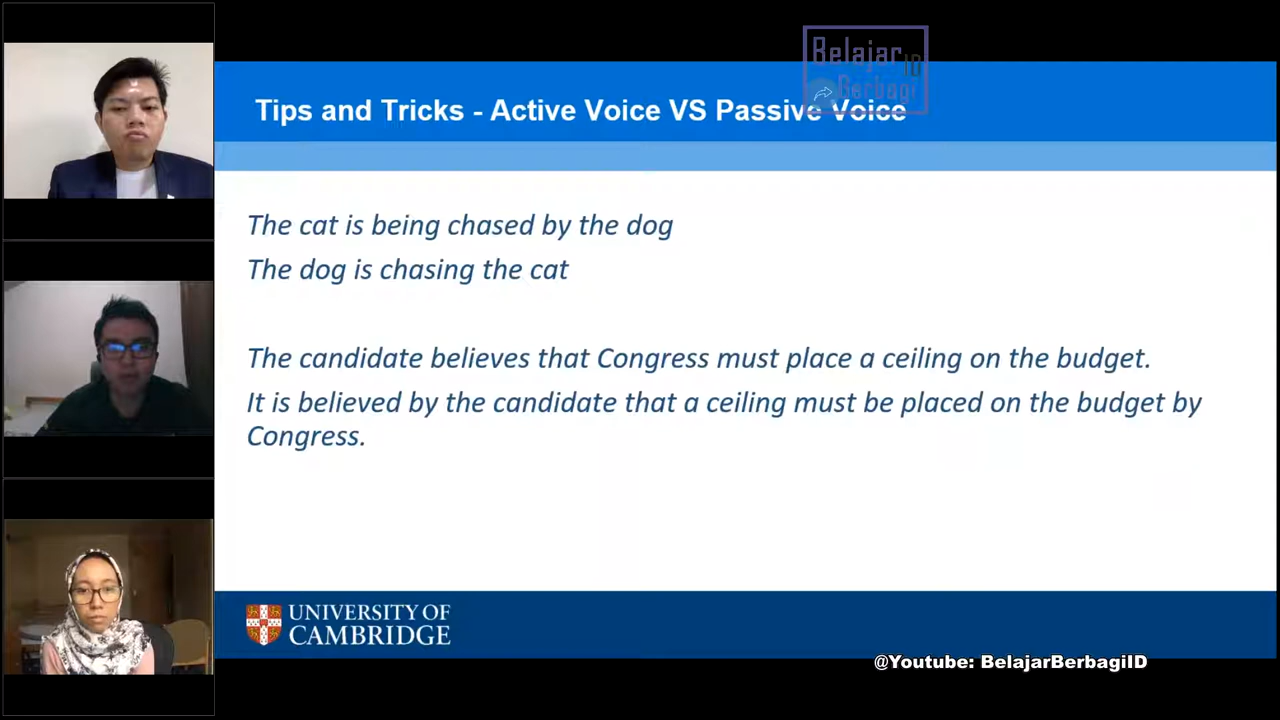 Belajar
ID
Berbagi
Tips and Tricks - Active Voice VS Passive Voice
The cat is being chased by the dog
The dog is chasing the cat
The candidate believes that Congress must place a ceiling on the budget.
It is believed by the candidate that a ceiling must be placed on the budget by
Congress.
UNIVERSITY OF
CAMBRIDGE
@Youtube: BelajarBerbagiID